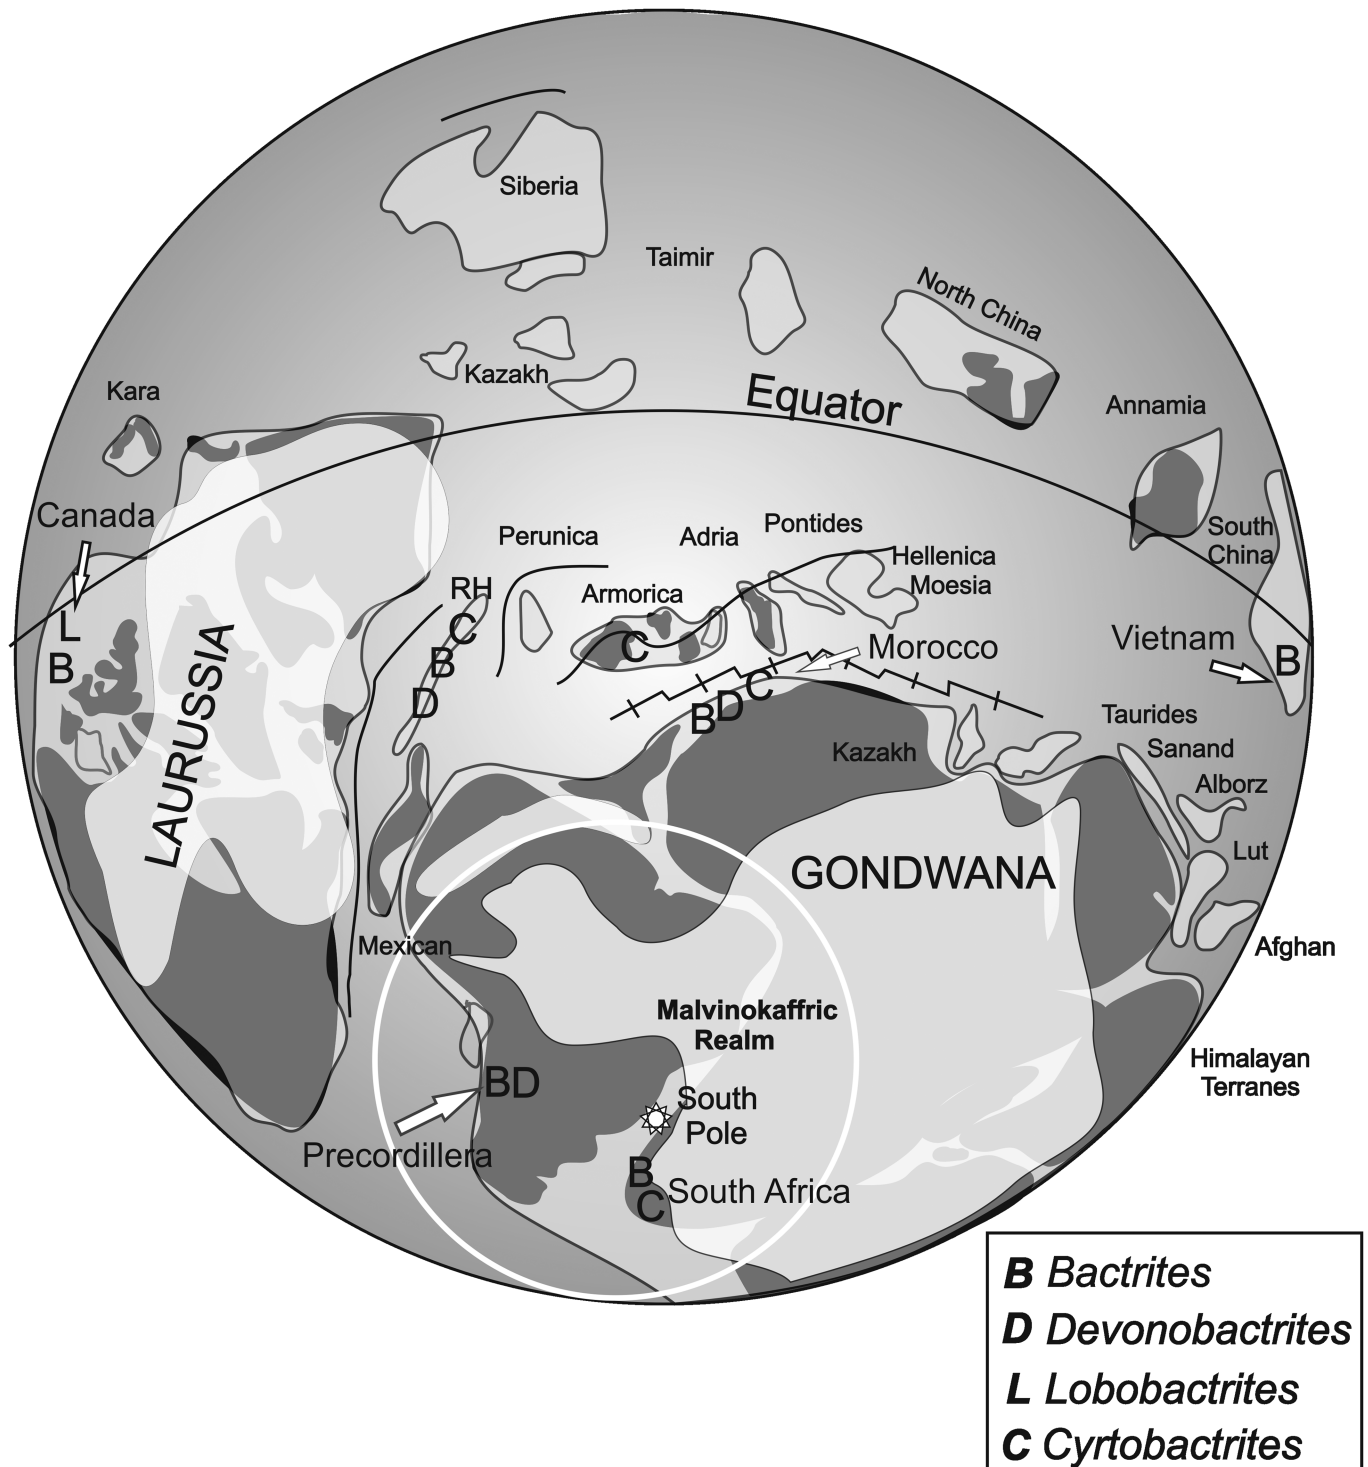 Siberia
Taimir
North China
Kazakh
Kara
Equator
Annamia
Canada
South
China
Perunica
Adria
Pontides
Hellenica
Moesia
RH
Armorica
L
B
C
B
D
C
LAURUSSIA
Morocco
Vietnam
B
B
D
C
Taurides
Sanand
Kazakh
Alborz
Lut
GONDWANA
Mexican
Afghan
Malvinokaffric
Realm
Himalayan
Terranes
BD
South
Pole
Precordillera
B
C
South Africa
B Bactrites
D Devonobactrites
L Lobobactrites
C Cyrtobactrites